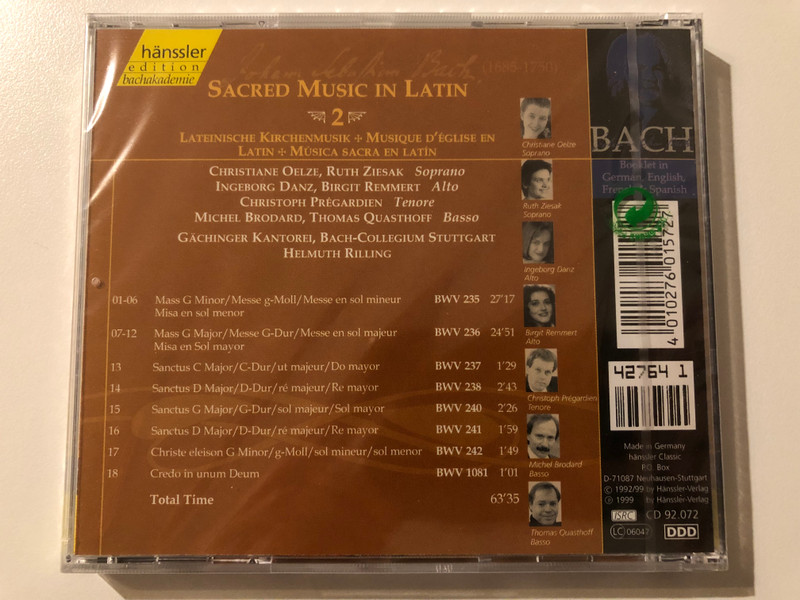 hänssler
edition
bachakademie
Johann Sebastian Bach (1685-1750)
SACRED MUSIC IN LATIN
2
LATEINISCHE KIRCHENMUSIK + MUSIQUE D'ÉGLISE EN
LATIN + MÚSICA SACRA EN LATÍN
CHRISTIANE OELZE, RUTH ZIESAK Soprano
INGEBORG DANZ, BIRGIT REMMERT Alto
CHRISTOPH PRÉGARDIEN Tenore
MICHEL BRODARD, THOMAS QUASTHOFF Basso
GÄCHINGER KANTOREI, BACH-COLLEGIUM STUTTGART
HELMUTH RILLING
01-06 Mass G Minor/Messe g-Moll/Messe en sol mineur BWV 235 27'17
Misa en sol menor
07-12 Mass G Major/Messe G-Dur/Messe en sol majeur BWV 236 24'51
Misa en Sol mayor
13 Sanctus C Major/C-Dur/ut majeur/Do mayor BWV 237 1'29
14 Sanctus D Major/D-Dur/ré majeur/Re mayor BWV 238 2'43
15 Sanctus G Major/G-Dur/sol majeur/Sol mayor BWV 240 2'26
16 Sanctus D Major/D-Dur/ré majeur/Re mayor BWV 241 1'59
17 Christe eleison G Minor/g-Moll/sol mineur/sol menor BWV 242 1'49
18 Credo in unum Deum BWV 1081 1'01
Total Time 63'35
Christiane Oelze
Soprano
Ruth Ziesak
Soprano
Ingeborg Danz
Alto
Birgit Remmert
Alto
Christoph Prégardien
Tenore
Michel Brodard
Basso
Thomas Quasthoff
Basso
BACH
Booklet in
German, English,
French, Spanish
4 010276 015727
42764 1
Made in Germany
hänssler Classic
P.O. Box
D-71087 Neuhausen-Stuttgart
© 1992/99 by Hänssler-Verlag
℗ 1999 by Hänssler-Verlag
ISRC CD 92.072
LC 06047 DDD